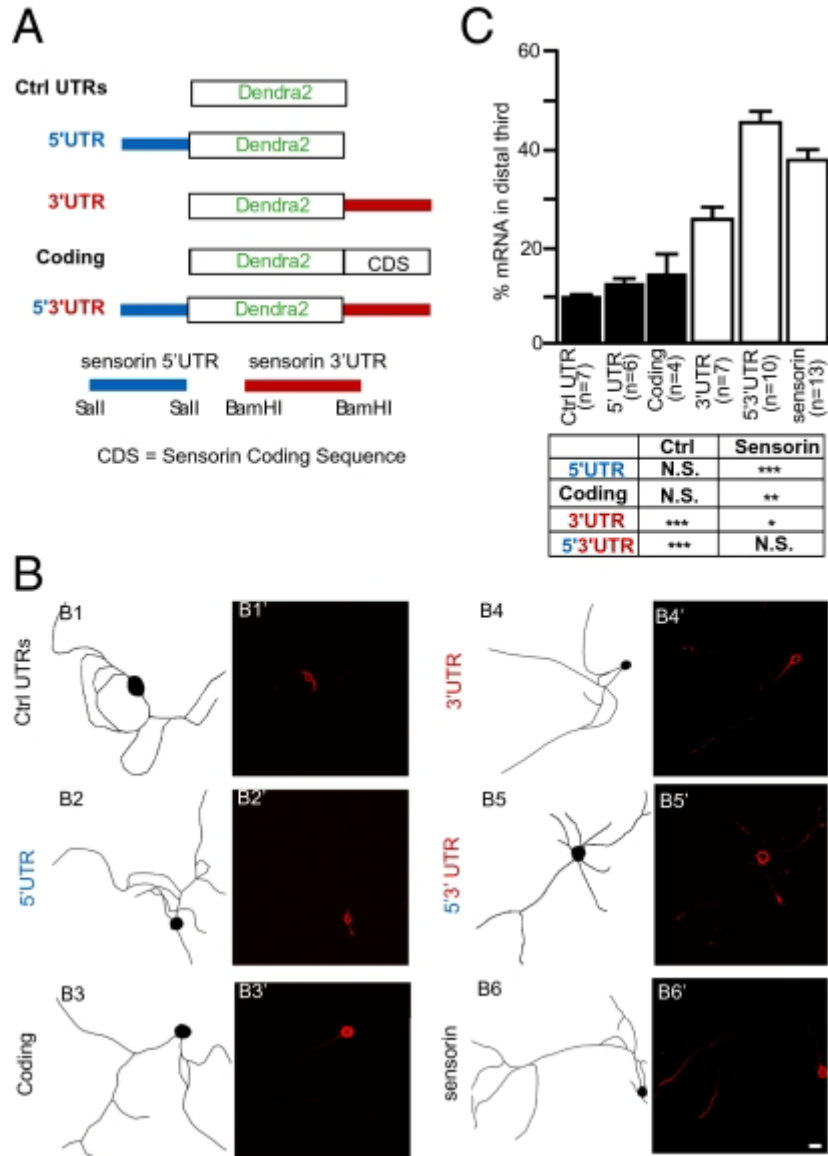 A
Ctrl UTRs
Dendra2
5'UTR
Dendra2
3'UTR
Dendra2
Coding
Dendra2
CDS
5'3'UTR
Dendra2
sensorin 5'UTR
sensorin 3'UTR
SalI
SalI
BamHI
BamHI
CDS = Sensorin Coding Sequence
C
% mRNA in distal third
60
40
20
10
0
Ctrl UTR
(n=7)
5' UTR
(n=6)
Coding
(n=4)
3'UTR
(n=7)
5'3'UTR
(n=10)
sensorin
(n=13)
Ctrl Sensorin
5'UTR N.S. ***
Coding N.S. **
3'UTR *** *
5'3'UTR *** N.S.
B
Ctrl UTRs
B1
B1'
5'UTR
B2
B2'
Coding
B3
B3'
3'UTR
B4
B4'
5'3' UTR
B5
B5'
sensorin
B6
B6'